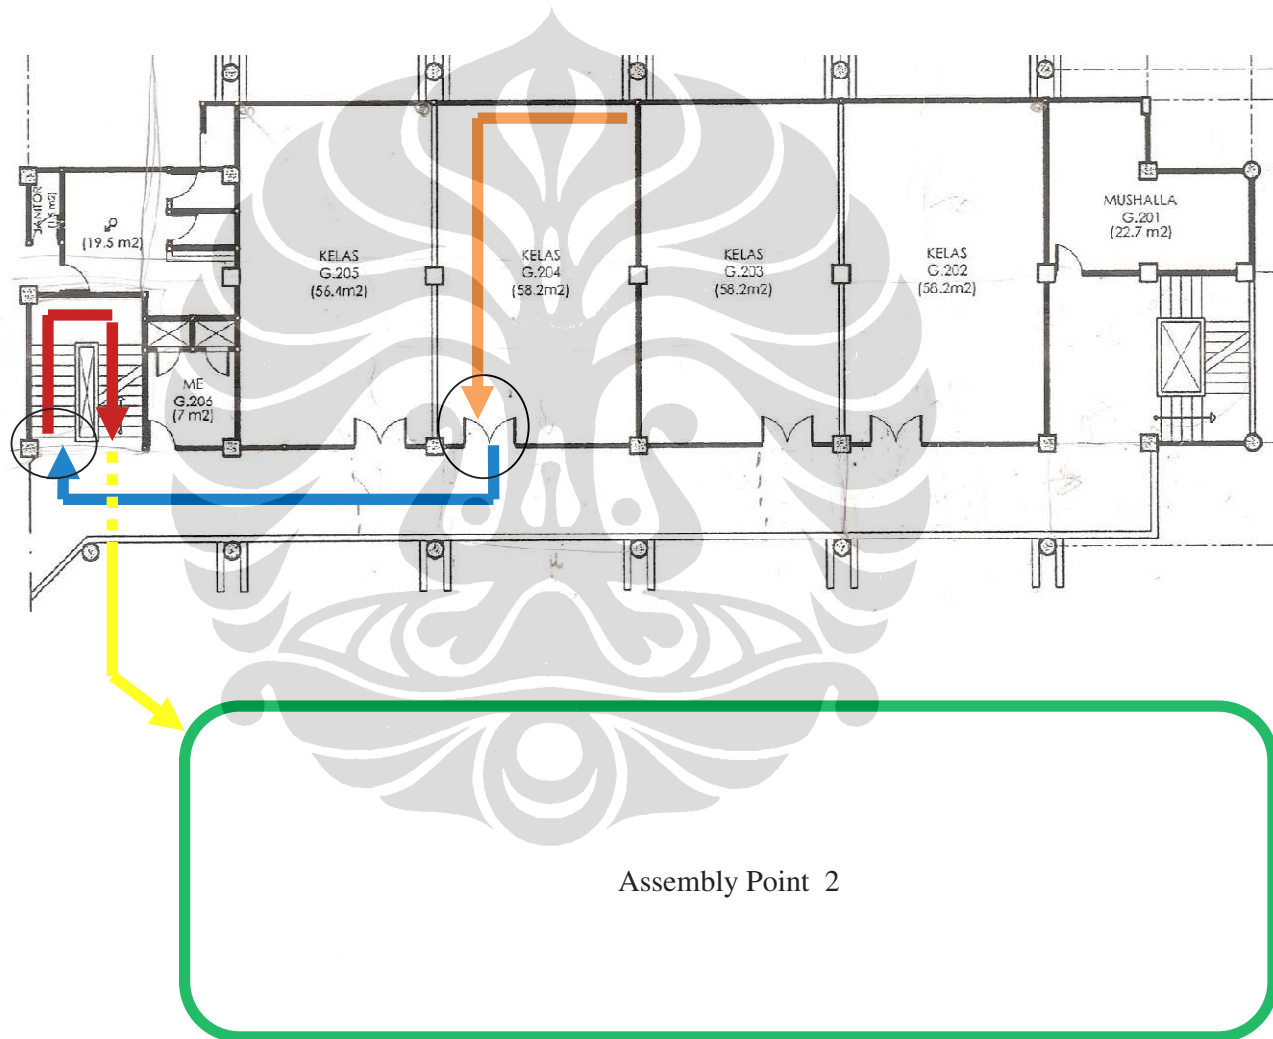 JANITOR
(19.5 m2)
KELAS
G.205
(56.4m2)
KELAS
G.204
(58.2m2)
KELAS
G.203
(58.2m2)
KELAS
G.202
(58.2m2)
MUSHALLA
G.201
(22.7 m2)
ME
G.206
(7 m2)
Assembly Point 2